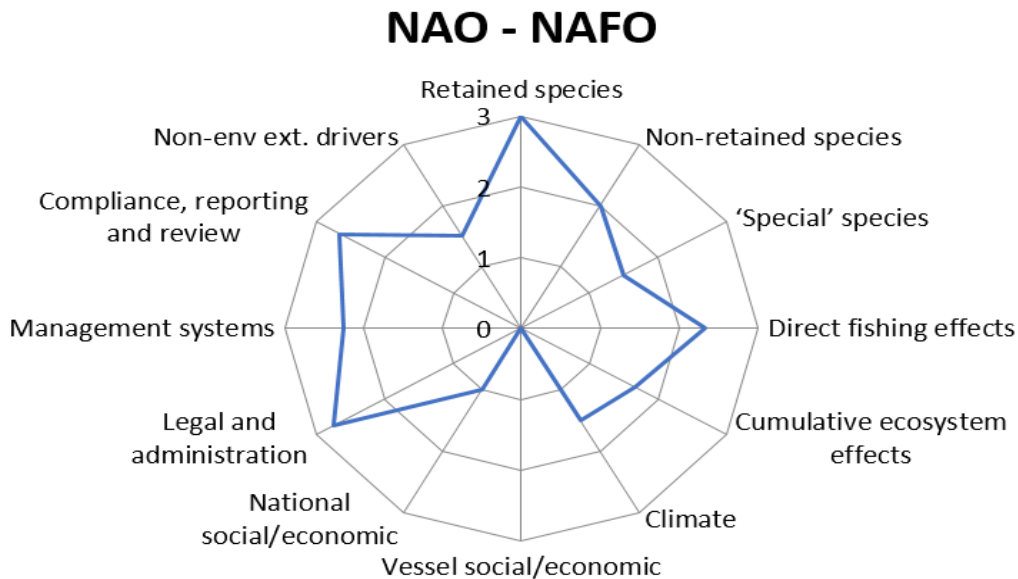 NAO - NAFO
Retained species
3
Non-env ext. drivers
Non-retained species
2
Compliance, reporting
and review
‘Special’ species
1
Management systems
0
Direct fishing effects
Legal and
administration
Cumulative ecosystem
effects
National
social/economic
Climate
Vessel social/economic